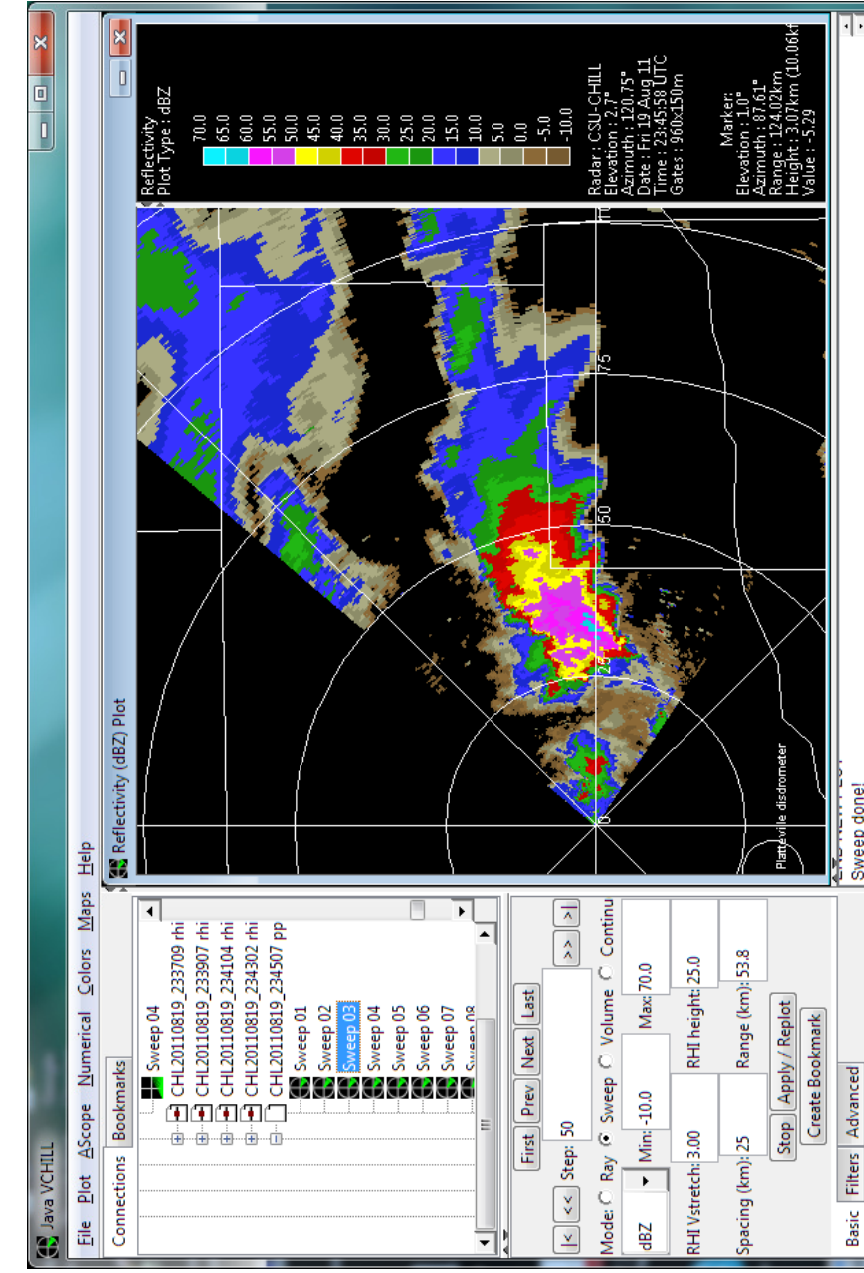 Java VCHILL
File Plot AScope Numerical Colors Maps Help
Connections Bookmarks
Sweep 04
CHL20110819_233709 rhi
CHL20110819_233907 rhi
CHL20110819_234104 rhi
CHL20110819_234302 rhi
CHL20110819_234507 pp
Sweep 01
Sweep 02
Sweep 03
Sweep 04
Sweep 05
Sweep 06
Sweep 07
Sweep 08
First Prev Next Last
|< << Step: 50 >> >|
Mode: Ray Sweep Volume Continu
dBZ Min: -10.0 Max: 70.0
RHI Vstretch: 3.00 RHI height: 25.0
Spacing (km): 25 Range (km): 53.8
Stop Apply / Replot
Create Bookmark
Basic Filters Advanced
Reflectivity (dBZ) Plot
0 25 50 75
Platteville disdrometer
Reflectivity
Plot Type : dBZ
70.0
65.0
60.0
55.0
50.0
45.0
40.0
35.0
30.0
25.0
20.0
15.0
10.0
5.0
0.0
-5.0
-10.0
Radar : CSU-CHILL
Elevation : 2.7°
Azimuth : 120.75°
Date : Fri 19 Aug 11
Time : 23:45:58 UTC
Gates : 960x150m
Marker:
Elevation : 1.0°
Azimuth : 87.61°
Range : 124.02km
Height : 3.07km (10.06kf
Value : -5.29
END NEW PLOT
Sweep done!